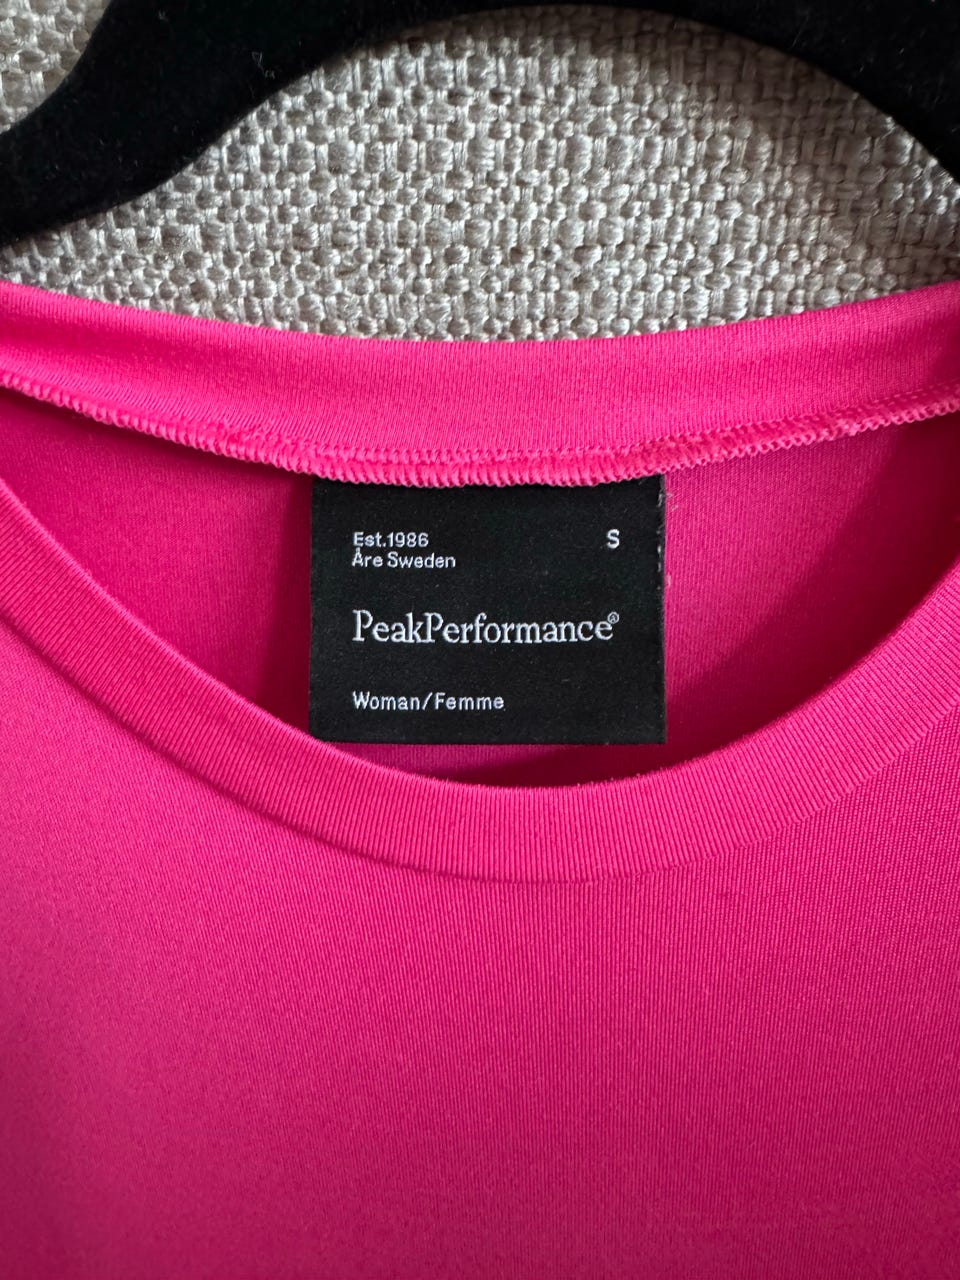 Est.1986 S
Åre Sweden
PeakPerformance®
Woman/Femme